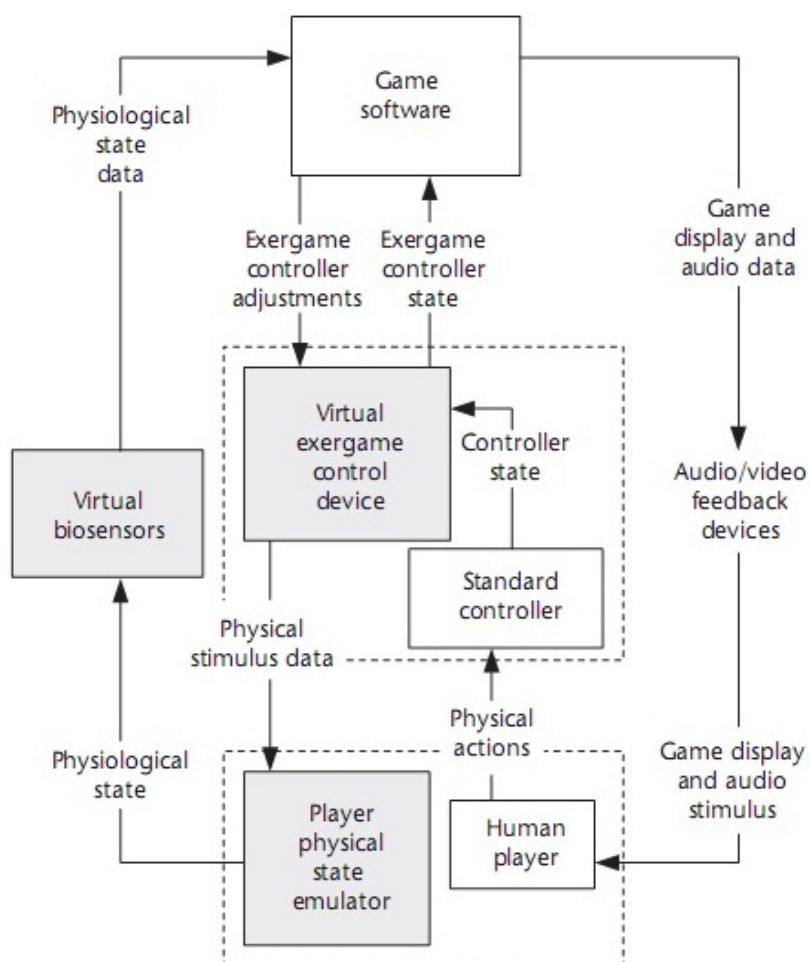 Game
software
Physiological
state
data
Exergame
controller
adjustments
Exergame
controller
state
Game
display and
audio data
Virtual
exergame
control
device
Controller
state
Virtual
biosensors
Audio/video
feedback
devices
Standard
controller
Physical
stimulus data
Physical
actions
Physiological
state
Game display
and audio
stimulus
Player
physical
state
emulator
Human
player